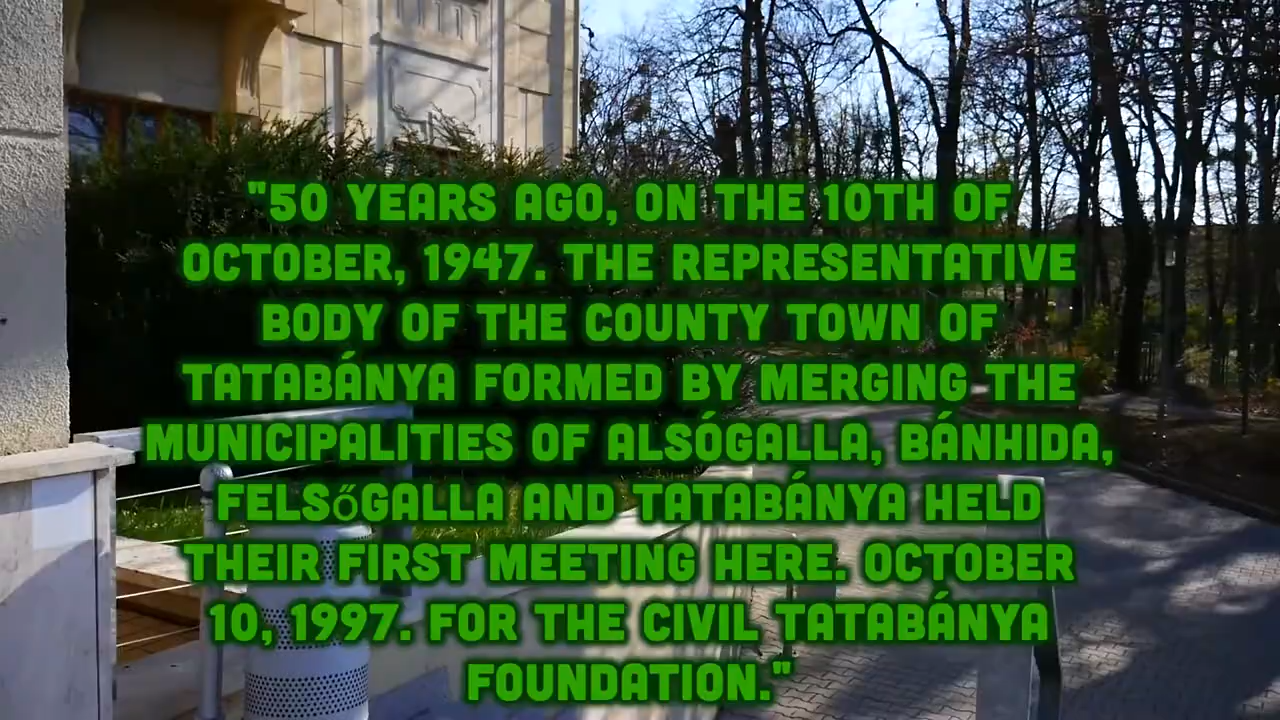 "50 YEARS AGO, ON THE 10TH OF
OCTOBER, 1947. THE REPRESENTATIVE
BODY OF THE COUNTY TOWN OF
TATABÁNYA FORMED BY MERGING THE
MUNICIPALITIES OF ALSÓGALLA, BÁNHIDA,
FELSőGALLA AND TATABÁNYA HELD
THEIR FIRST MEETING HERE. OCTOBER
10, 1997. FOR THE CIVIL TATABÁNYA
FOUNDATION."